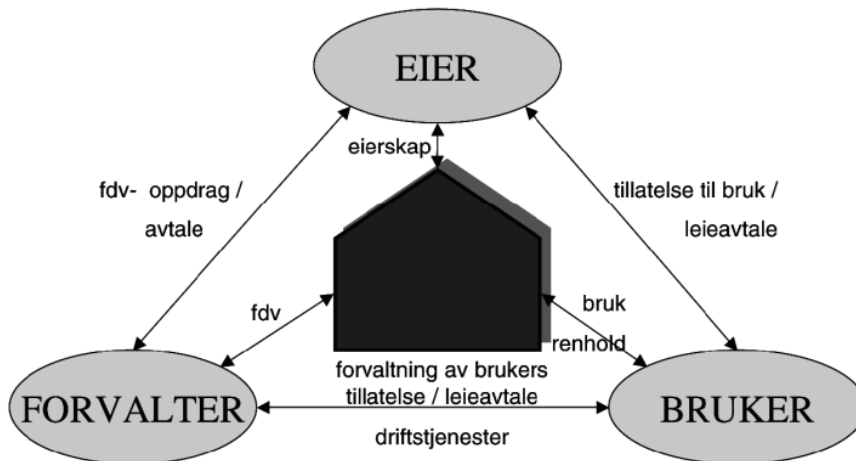 EIER
eierskap
fdv-  oppdrag /
avtale
tillatelse til bruk /
leieavtale
fdv
bruk
renhold
forvaltning av brukers
tillatelse / leieavtale
FORVALTER
BRUKER
driftstjenester